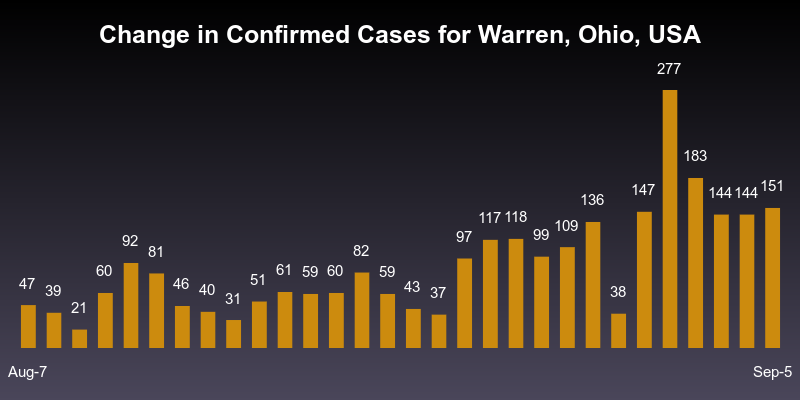 Change in Confirmed Cases for Warren, Ohio, USA
47 39 21 60 92 81 46 40 31 51 61 59 60 82 59 43 37 97 117 118 99 109 136 38 147 277 183 144 144 151
Aug-7 Sep-5